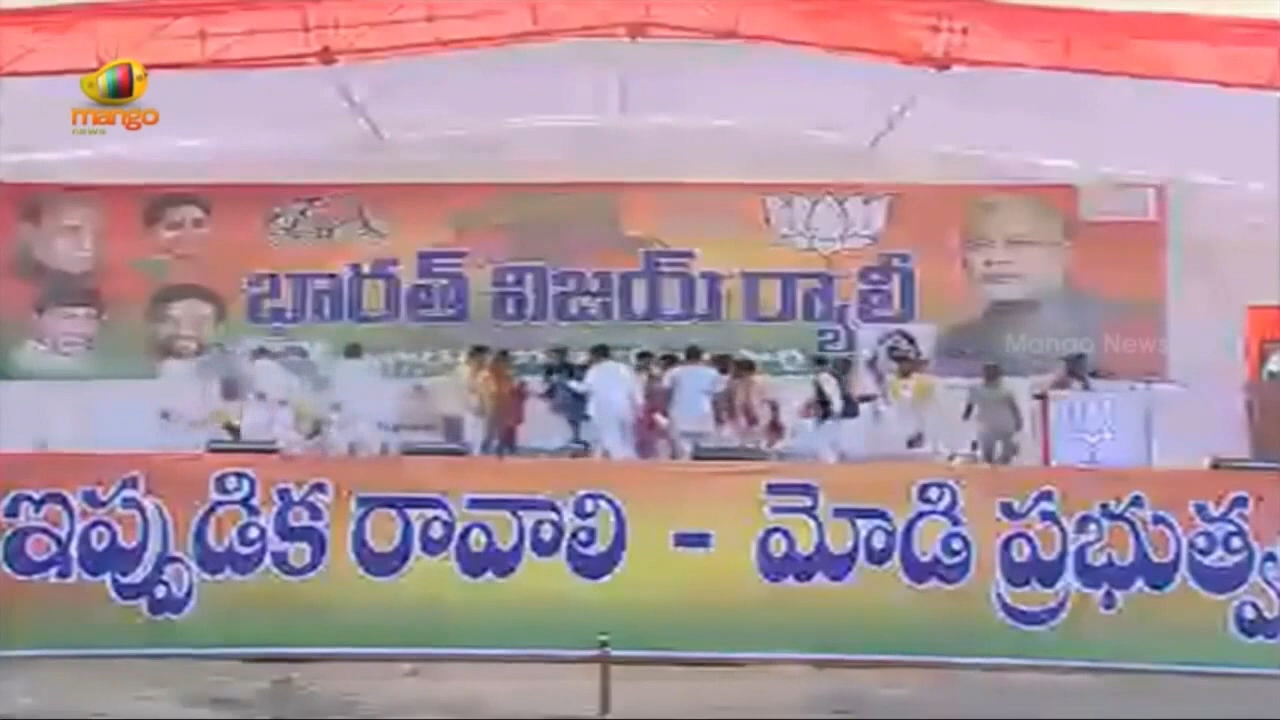 mango
news
భారత్ విజయ్ ర్యాలీ
Mango News
ఇప్పుడిక రావాలి - మోడి ప్రభుత్వ